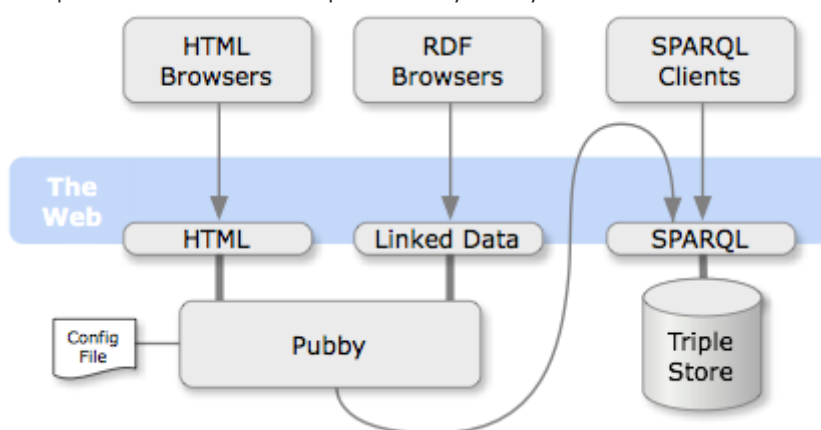 HTML
Browsers
RDF
Browsers
SPARQL
Clients
The
Web
HTML
Linked Data
SPARQL
Config
File
Pubby
Triple
Store